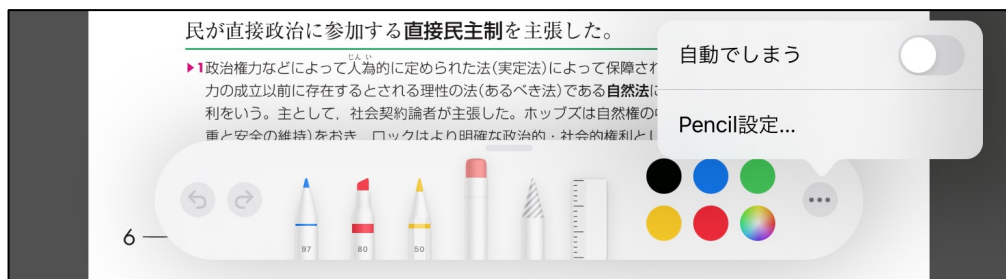 民が直接政治に参加する直接民主制を主張した。
じん い
▶1政治権力などによって人為的に定められた法(実定法)によって保障され
力の成立以前に存在するとされる理性の法(あるべき法)である自然法に
利をいう。主として，社会契約論者が主張した。ホッブズは自然権の
重と安全の維持)をおき，ロックはより明確な政治的・社会的権利とし
自動でしまう
Pencil設定...
97
80
50
6